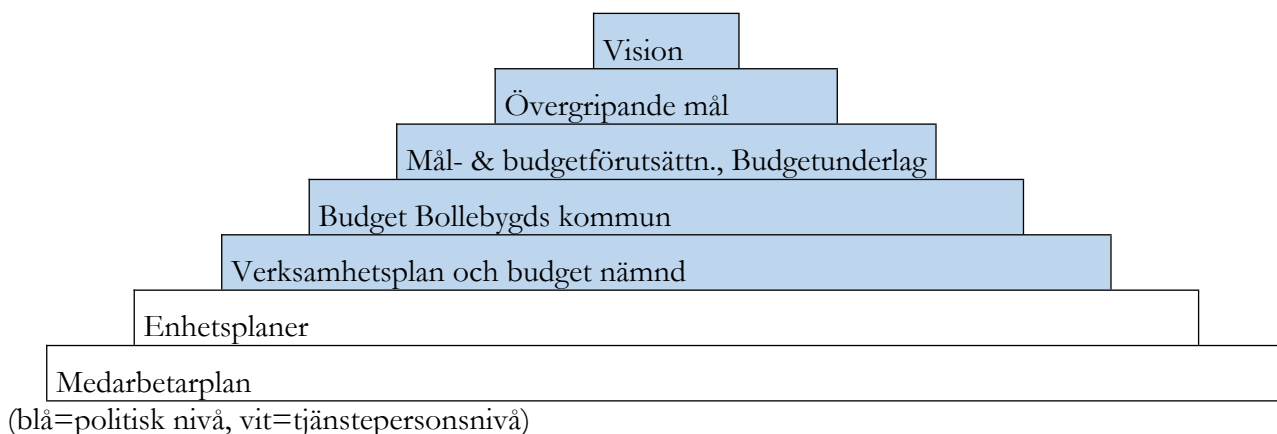 Vision
Övergripande mål
Mål- & budgetförutsättn., Budgetunderlag
Budget Bollebygds kommun
Verksamhetsplan och budget nämnd
Enhetsplaner
Medarbetarplan
(blå=politisk nivå, vit=tjänstepersonsnivå)